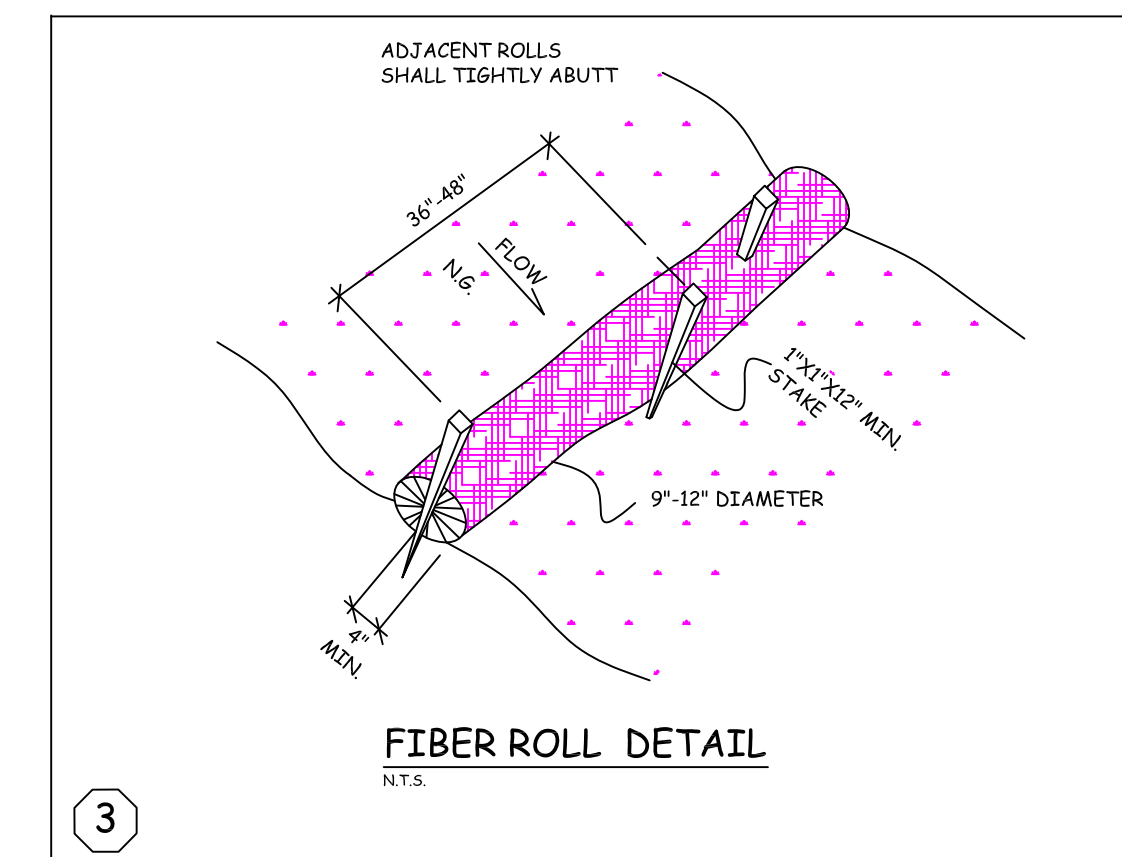 ADJACENT ROLLS
SHALL TIGHTLY ABUTT
36"-48"
FLOW
N.G.
1"X1"X12" MIN.
STAKE
9"-12" DIAMETER
4"
MIN.
FIBER ROLL DETAIL
N.T.S.
3